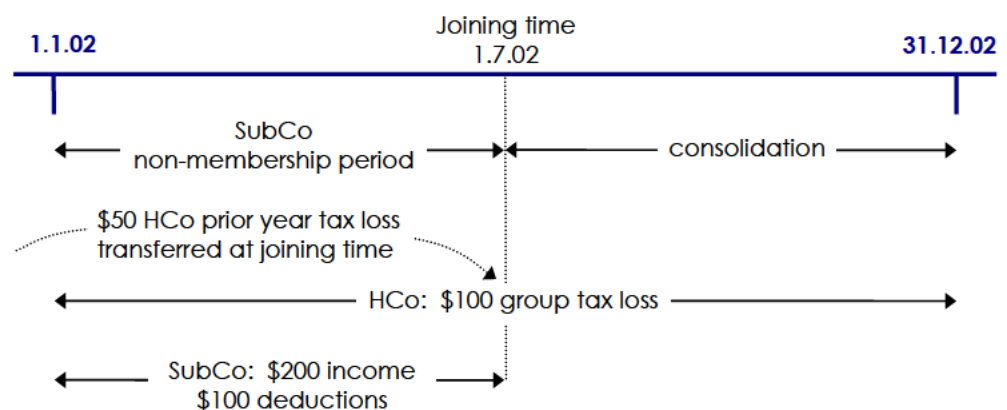 Joining time
1.1.02
1.7.02
31.12.02
SubCo
non-membership period
consolidation
$50 HCo prior year tax loss
transferred at joining time
HCo: $100 group tax loss
SubCo: $200 income
$100 deductions